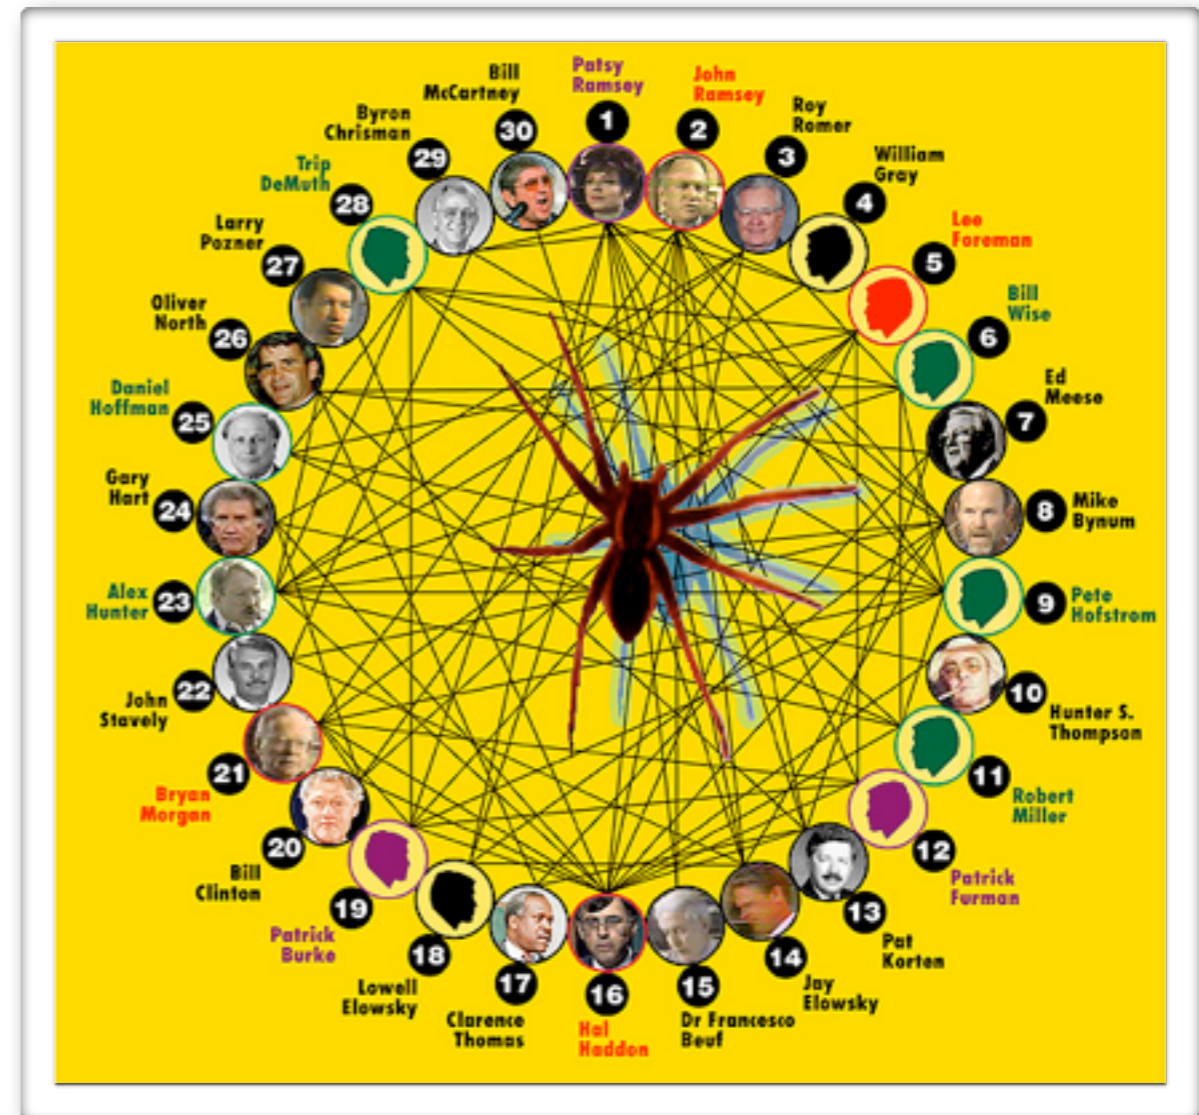 Patsy
Ramsey
1
John
Ramsey
2
Roy
Romer
3
William
Gray
4
Lee
Foreman
5
Bill
Wise
6
Ed
Meese
7
Mike
Bynum
8
Pete
Hofstrom
9
Hunter S.
Thompson
10
Robert
Miller
11
Patrick
Furman
12
Pat
Korten
13
Jay
Elowsky
14
Dr Francesco
Beuf
15
Hal
Haddon
16
Clarence
Thomas
17
Lowell
Elowsky
18
Patrick
Burke
19
Bill
Clinton
20
Bryan
Morgan
21
John
Stavely
22
Alex
Hunter
23
Gary
Hart
24
Daniel
Hoffman
25
Oliver
North
26
Larry
Pozner
27
Trip
DeMuth
28
Byron
Chrisman
29
Bill
McCartney
30